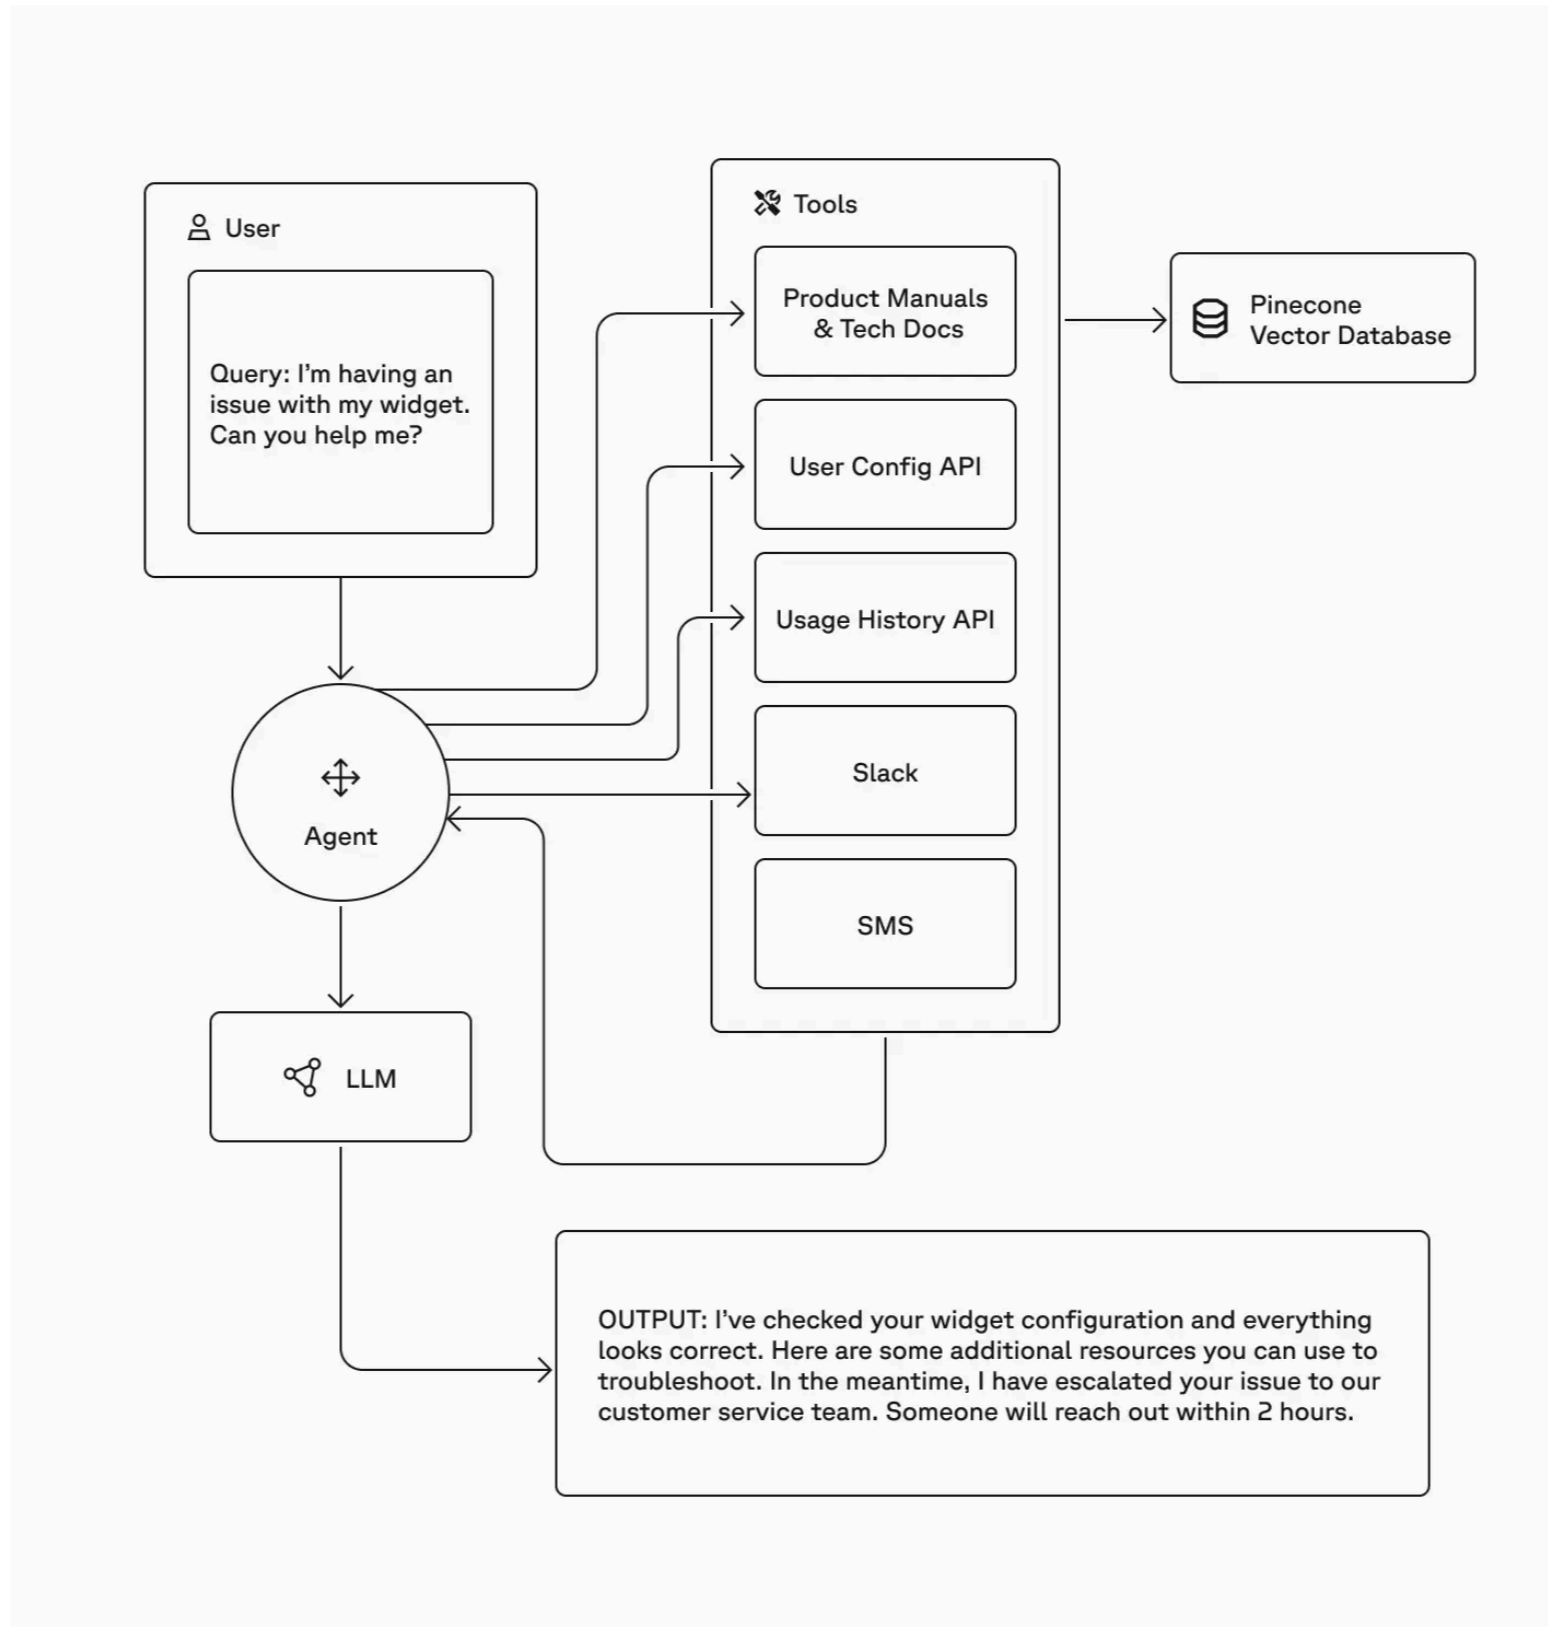 User
Query: I’m having an
issue with my widget.
Can you help me?
Tools
Product Manuals
& Tech Docs
Pinecone
Vector Database
User Config API
Usage History API
Slack
SMS
Agent
LLM
OUTPUT: I’ve checked your widget configuration and everything
looks correct. Here are some additional resources you can use to
troubleshoot. In the meantime, I have escalated your issue to our
customer service team. Someone will reach out within 2 hours.